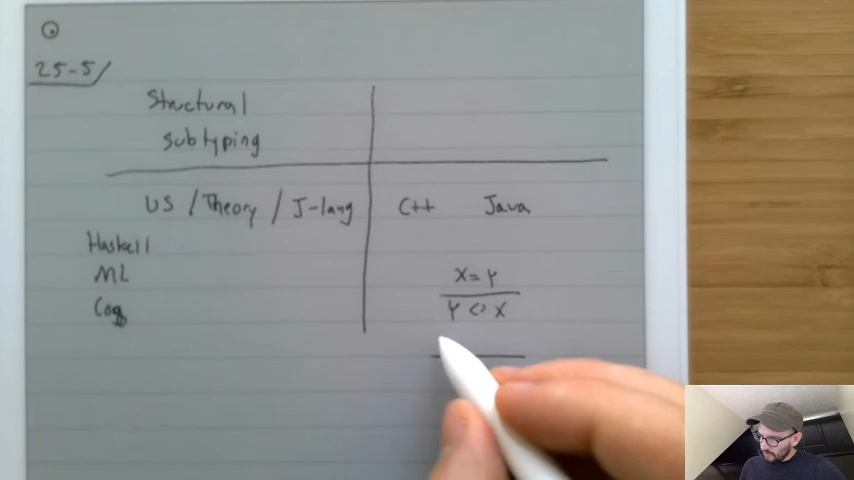 25-5/
Structural
subtyping
US / Theory / J-lang
C++ Java
Haskell
ML
Coq
X = Y
Y <: X